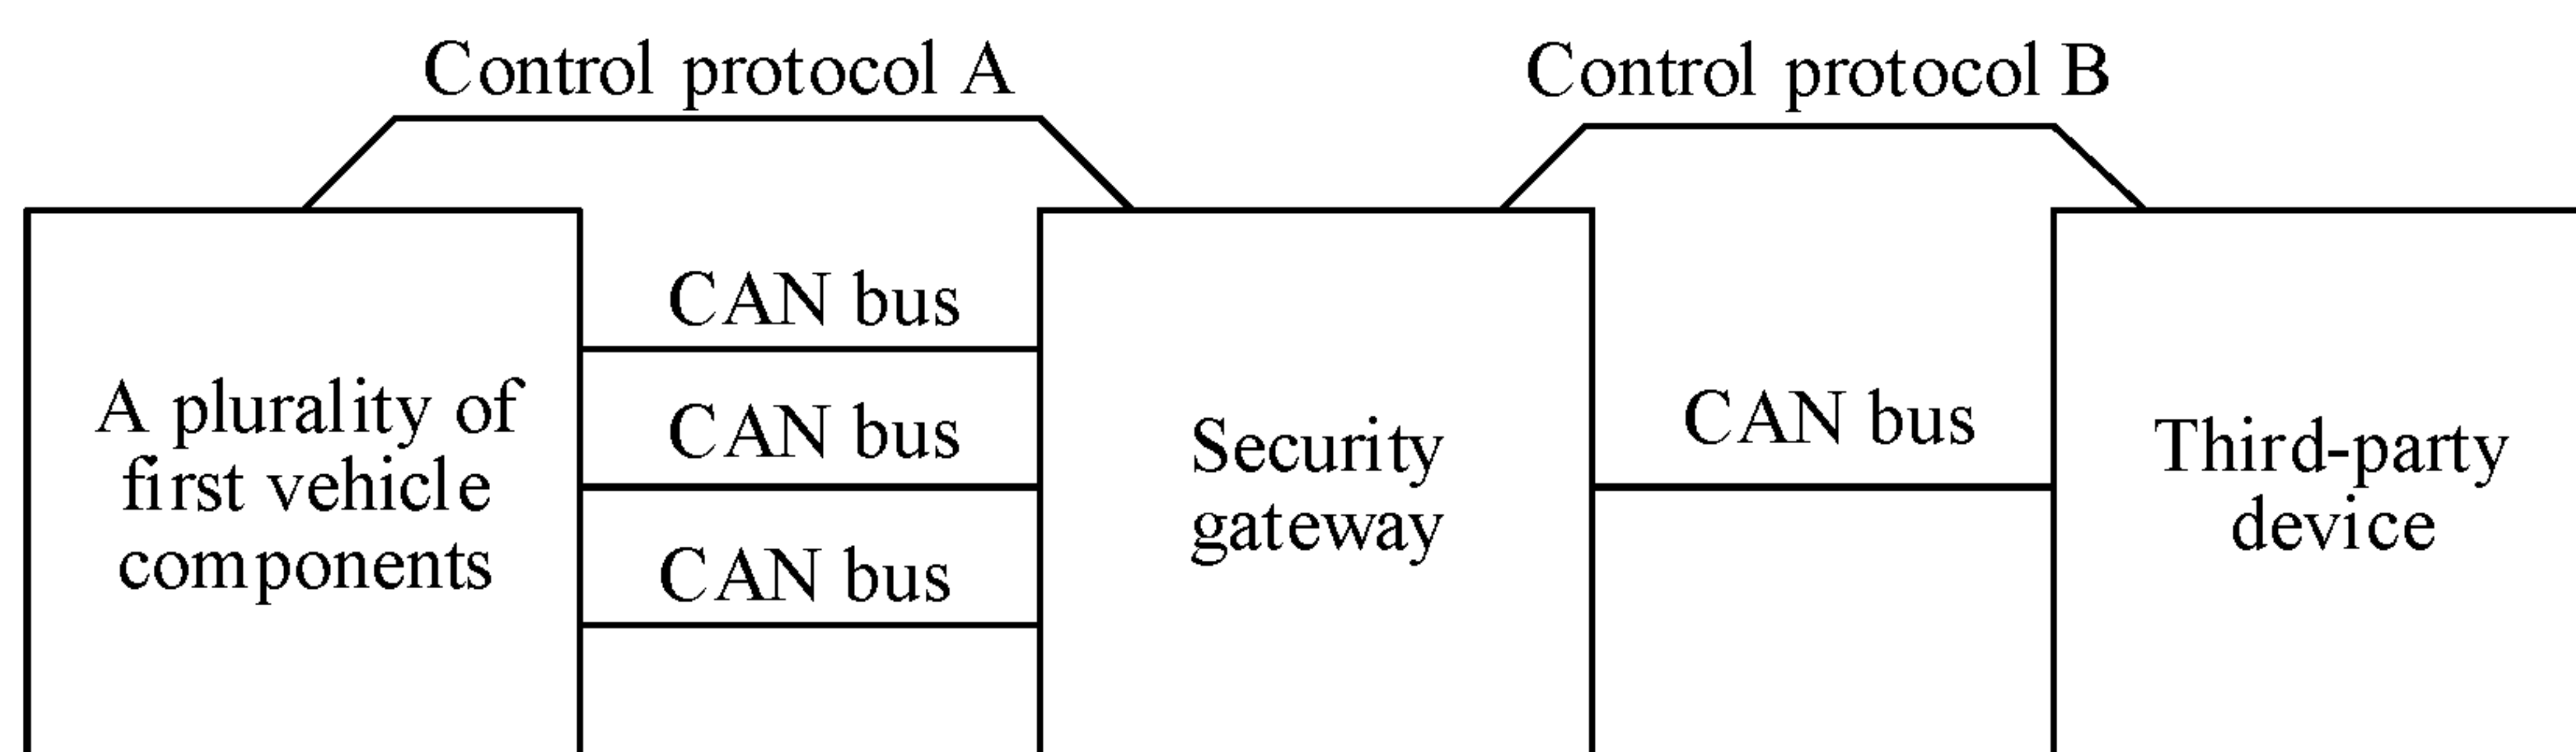 Control protocol A
Control protocol B
CAN bus
A plurality of
first vehicle
components
CAN bus
CAN bus
Security
gateway
CAN bus
Third-party
device